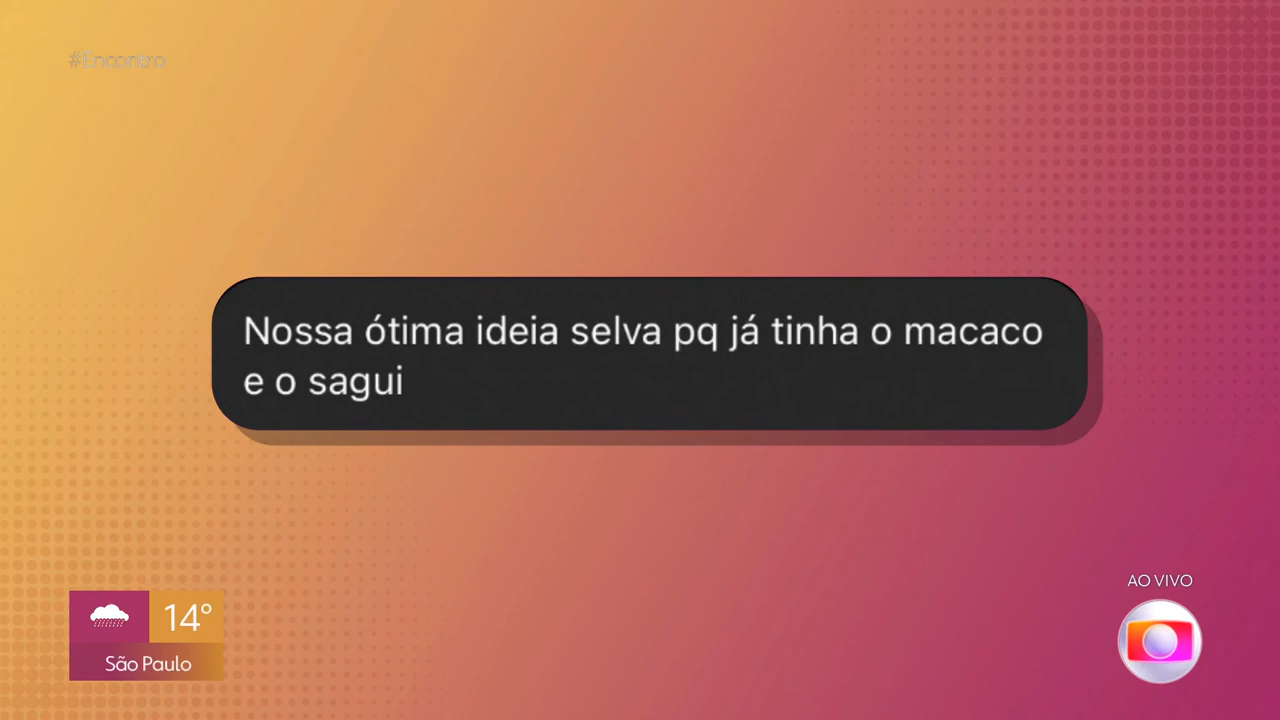 #Encontro
Nossa ótima ideia selva pq já tinha o macaco
e o sagui
AO VIVO
14°
São Paulo